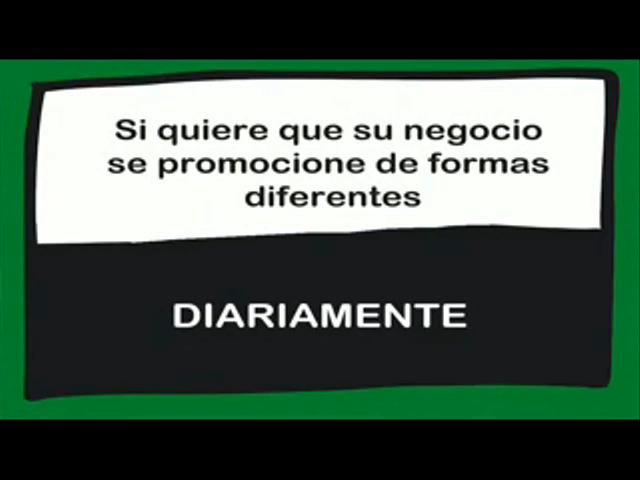 Si quiere que su negocio
se promocione de formas
diferentes
DIARIAMENTE